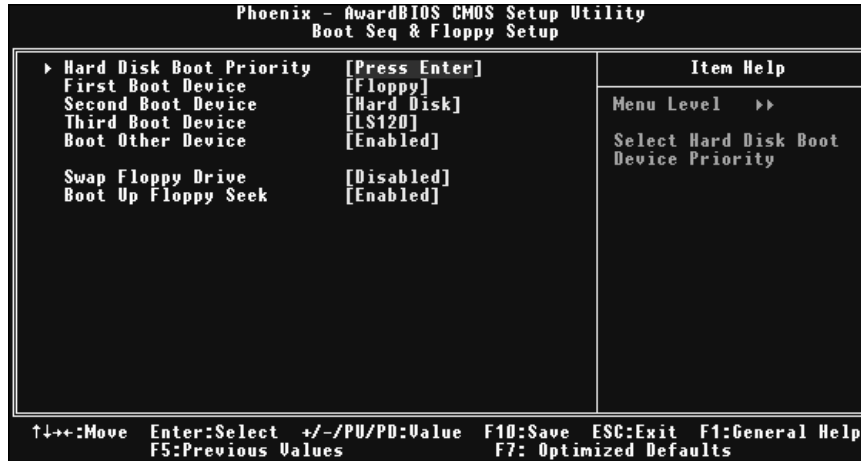 Phoenix - AwardBIOS CMOS Setup Utility
Boot Seq & Floppy Setup
▸ Hard Disk Boot Priority [Press Enter]
First Boot Device [Floppy]
Second Boot Device [Hard Disk]
Third Boot Device [LS120]
Boot Other Device [Enabled]
Swap Floppy Drive [Disabled]
Boot Up Floppy Seek [Enabled]
Item Help
Menu Level ▸▸
Select Hard Disk Boot
Device Priority
↑↓→←:Move Enter:Select +/-/PU/PD:Value F10:Save ESC:Exit F1:General Help
F5:Previous Values F7: Optimized Defaults